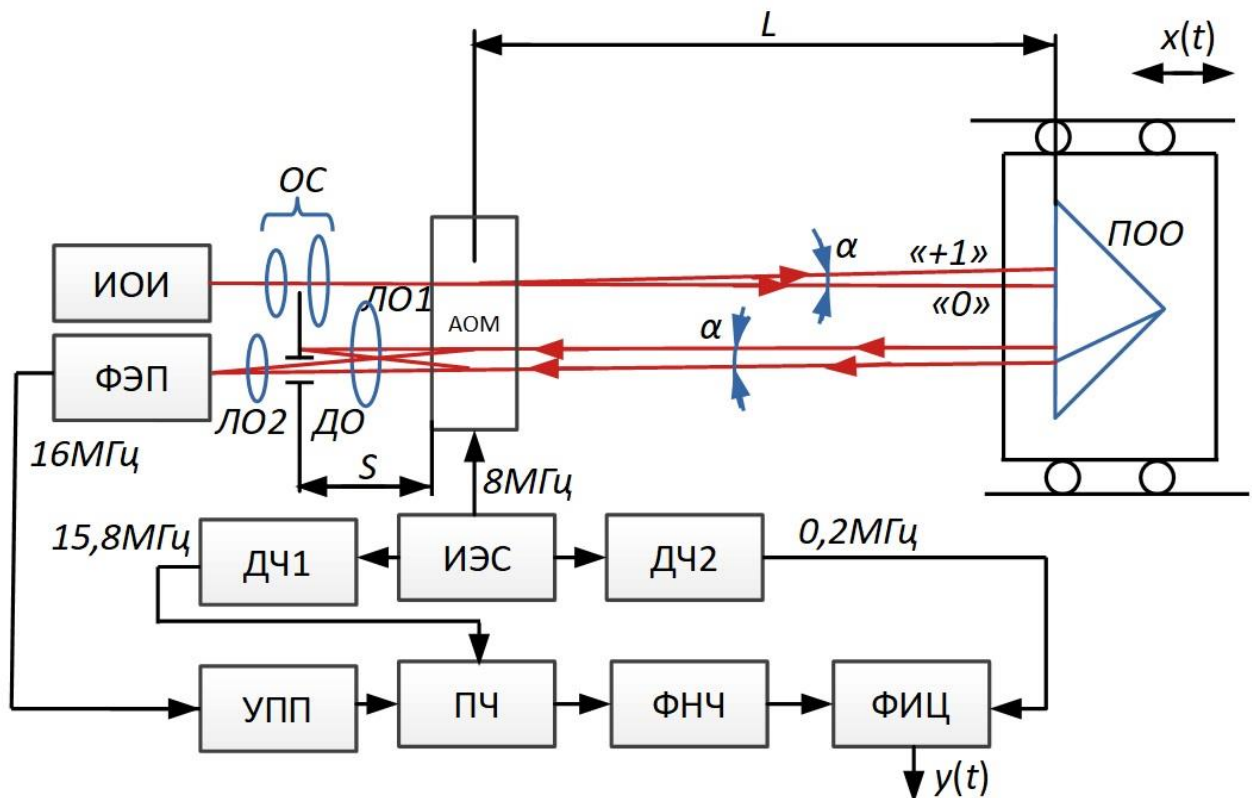 L
x(t)
ОС
ПОО
α
«+1»
ИОИ
ЛО1
АОМ
«0»
α
ФЭП
ЛО2
ДО
16МГц
S
8МГц
15,8МГц
0,2МГц
ДЧ1
ИЭС
ДЧ2
УПП
ПЧ
ФНЧ
ФИЦ
y(t)